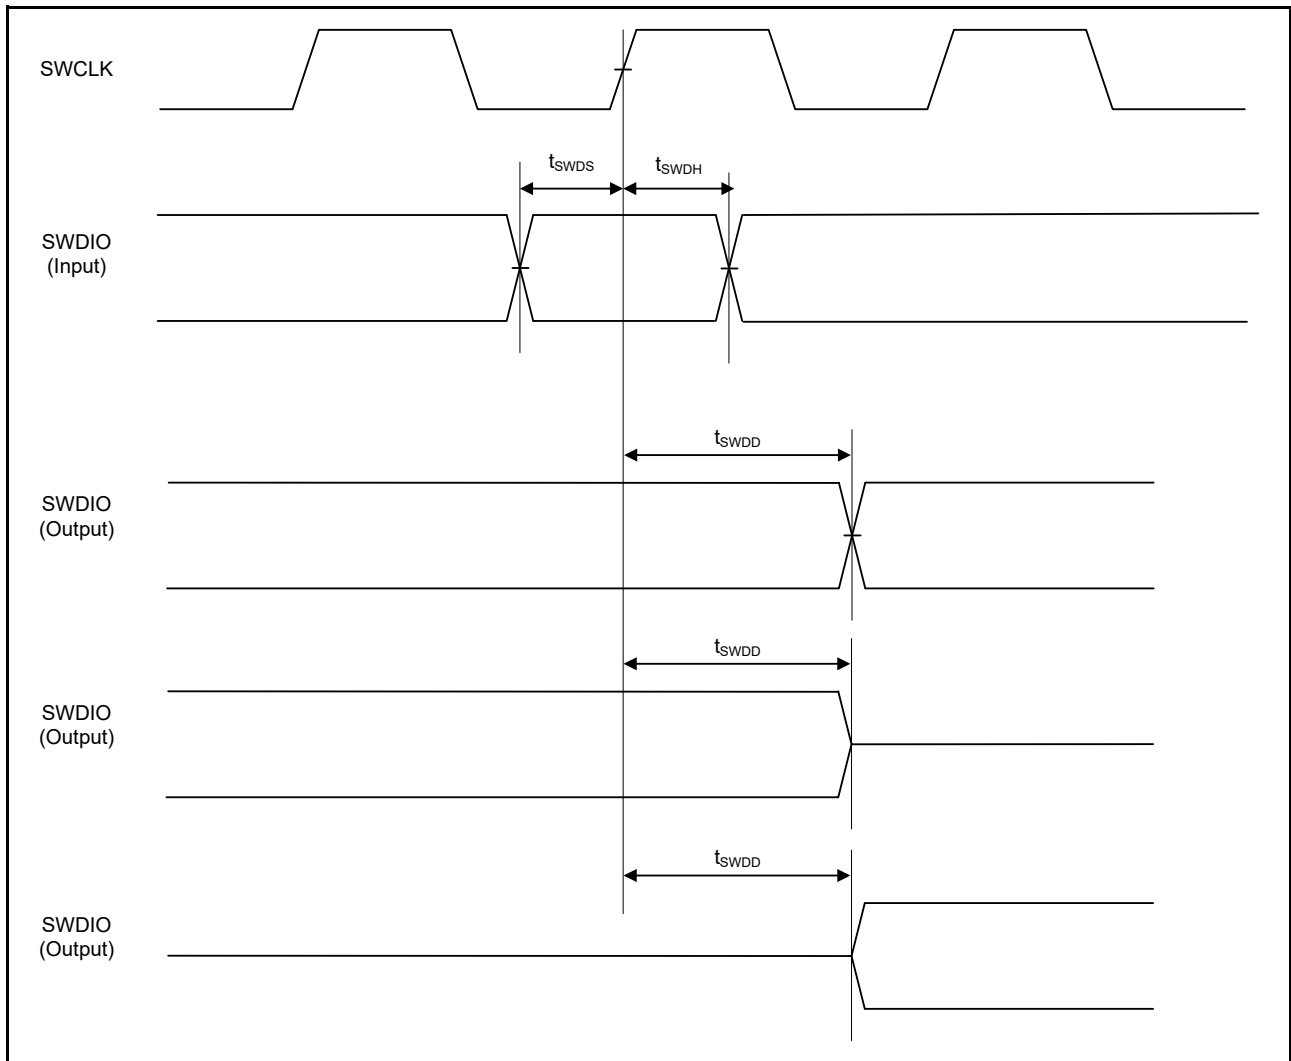 SWCLK
tSWDS
tSWDH
SWDIO
(Input)
tSWDD
SWDIO
(Output)
tSWDD
SWDIO
(Output)
tSWDD
SWDIO
(Output)